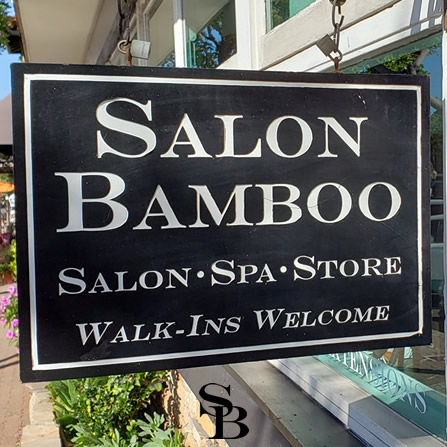 SALON
BAMBOO
SALON·SPA·STORE
WALK-INS WELCOME
SB